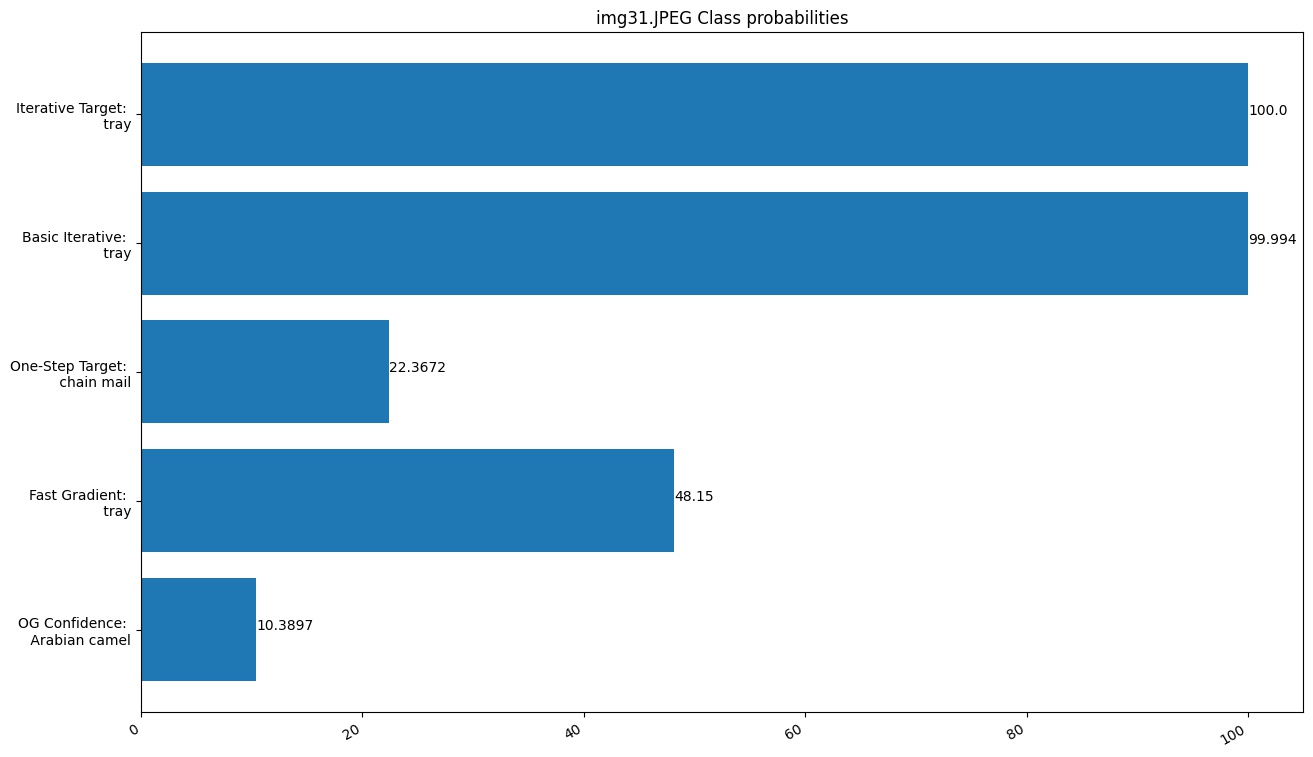 img31.JPEG Class probabilities
Iterative Target:
tray
100.0
Basic Iterative:
tray
99.994
One-Step Target:
chain mail
22.3672
Fast Gradient:
tray
48.15
OG Confidence:
Arabian camel
10.3897
0
20
40
60
80
100